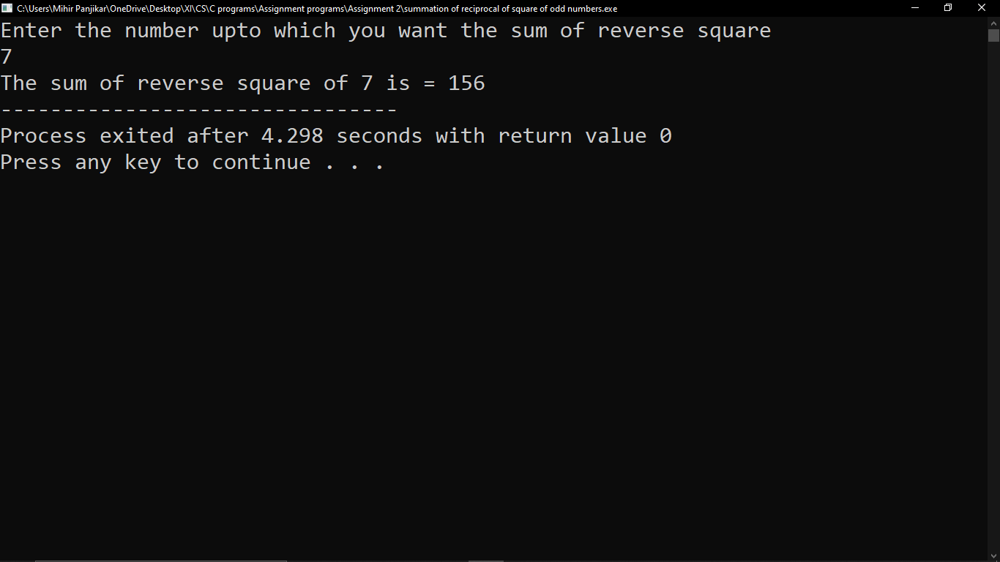 C:\Users\Mihir Panjikar\OneDrive\Desktop\XI\CS\C programs\Assignment programs\Assignment 2\summation of reciprocal of square of odd numbers.exe
Enter the number upto which you want the sum of reverse square
7
The sum of reverse square of 7 is = 156
--------------------------------
Process exited after 4.298 seconds with return value 0
Press any key to continue . . .